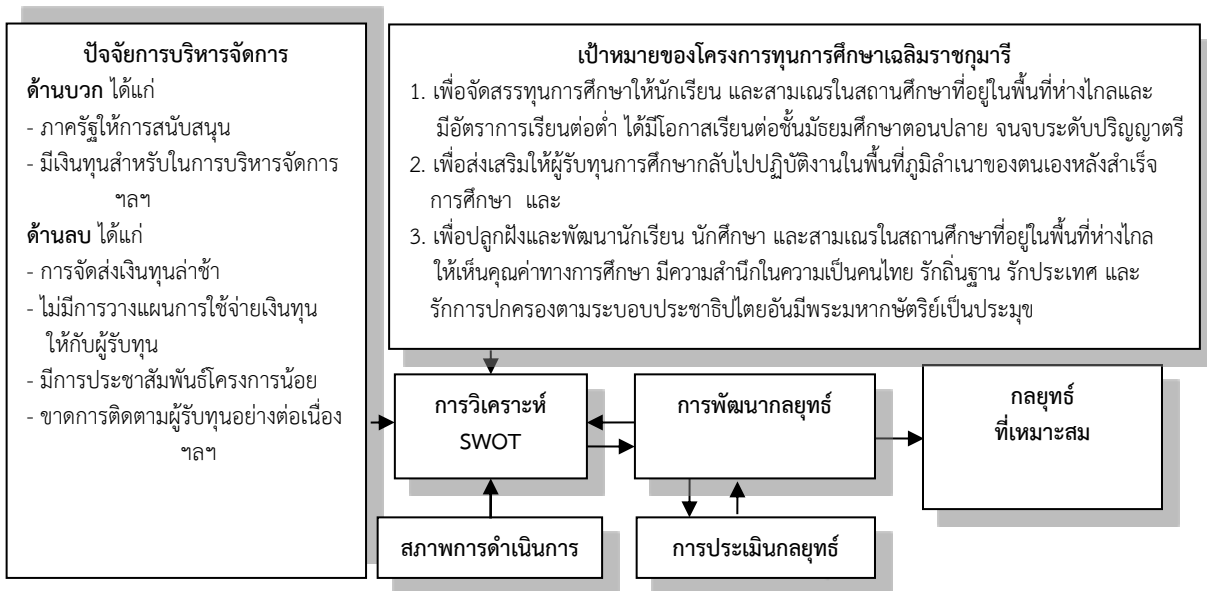 ปัจจัยการบริหารจัดการ
ด้านบวก ได้แก่
- ภาครัฐให้การสนับสนุน
- มีเงินทุนสำหรับในการบริหารจัดการ
ฯลฯ
ด้านลบ ได้แก่
- การจัดส่งเงินทุนล่าช้า
- ไม่มีการวางแผนการใช้จ่ายเงินทุน
ให้กับผู้รับทุน
- มีการประชาสัมพันธ์โครงการน้อย
- ขาดการติดตามผู้รับทุนอย่างต่อเนื่อง
ฯลฯ
เป้าหมายของโครงการทุนการศึกษาเฉลิมราชกุมารี
1. เพื่อจัดสรรทุนการศึกษาให้นักเรียน และสามเณรในสถานศึกษาที่อยู่ในพื้นที่ห่างไกลและ
มีอัตราการเรียนต่อต่ำ ได้มีโอกาสเรียนต่อชั้นมัธยมศึกษาตอนปลาย จนจบระดับปริญญาตรี
2. เพื่อส่งเสริมให้ผู้รับทุนการศึกษากลับไปปฏิบัติงานในพื้นที่ภูมิลำเนาของตนเองหลังสำเร็จ
การศึกษา และ
3. เพื่อปลูกฝังและพัฒนานักเรียน นักศึกษา และสามเณรในสถานศึกษาที่อยู่ในพื้นที่ห่างไกล
ให้เห็นคุณค่าทางการศึกษา มีความสำนึกในความเป็นคนไทย รักถิ่นฐาน รักประเทศ และ
รักการปกครองตามระบอบประชาธิปไตยอันมีพระมหากษัตริย์เป็นประมุข
การวิเคราะห์
SWOT
การพัฒนากลยุทธ์
กลยุทธ์
ที่เหมาะสม
สภาพการดำเนินการ
การประเมินกลยุทธ์